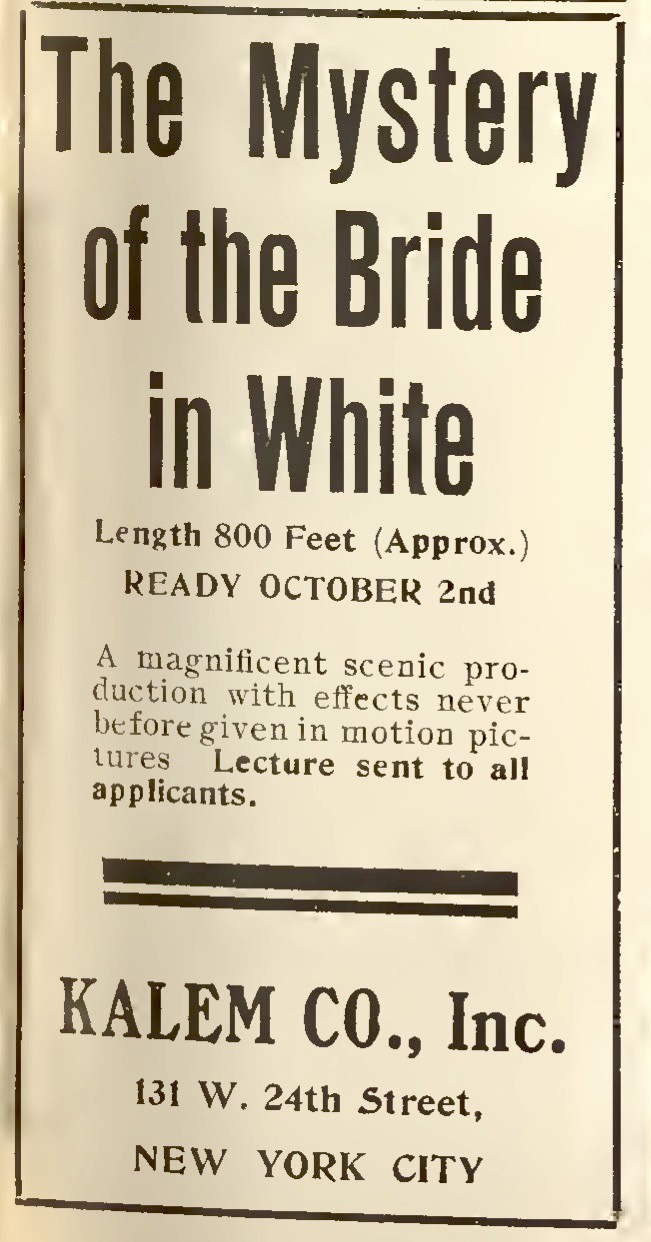 The Mystery
of the Bride
in White
Length 800 Feet (Approx.)
READY OCTOBER 2nd
A magnificent scenic pro-
duction with effects never
before given in motion pic-
tures Lecture sent to all
applicants.
KALEM CO., Inc.
131 W. 24th Street,
NEW YORK CITY